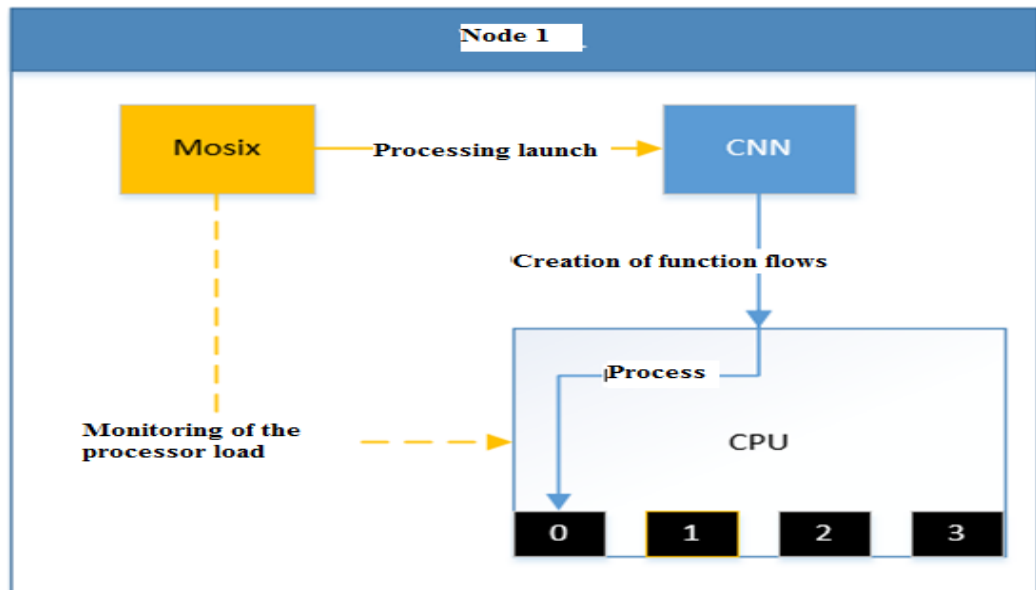 Node 1
Mosix
Processing launch
CNN
Creation of function flows
Process
Monitoring of the
processor load
CPU
0
1
2
3